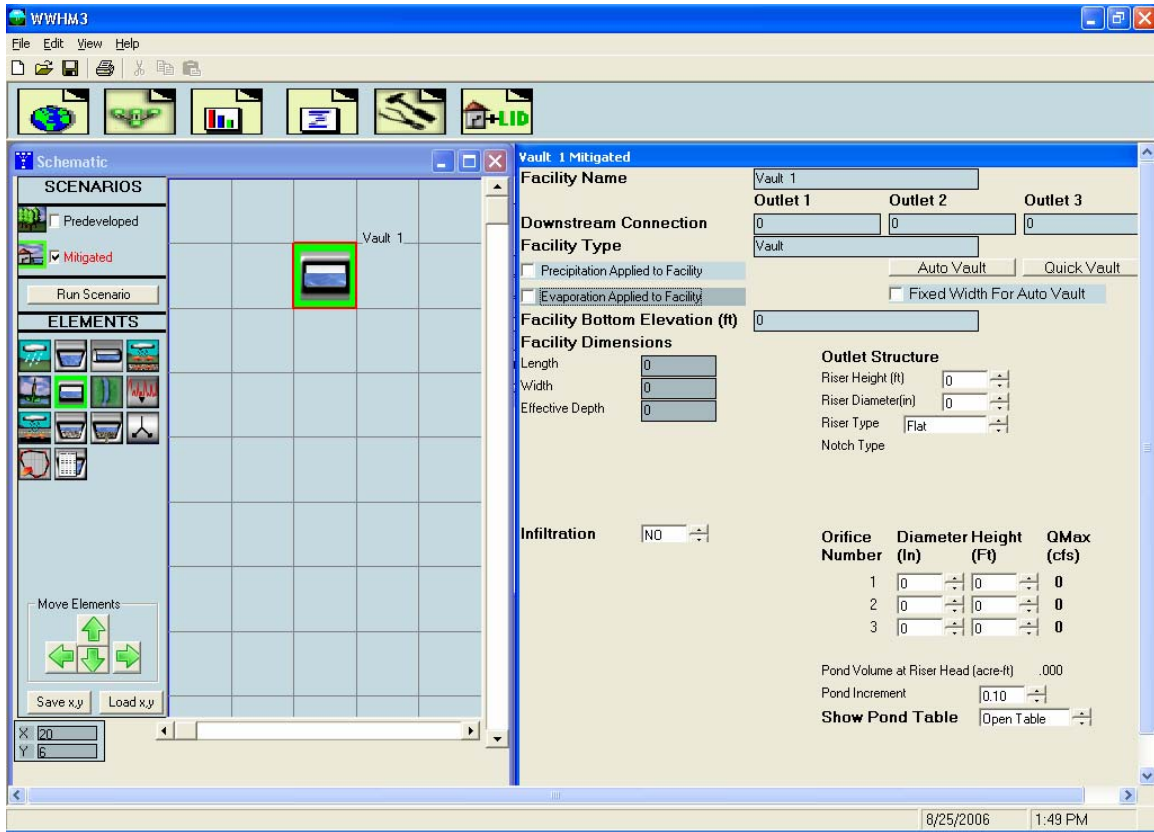 WWHM3
File Edit View Help
+LID
Schematic
SCENARIOS
Predeveloped
Mitigated
Run Scenario
ELEMENTS
Move Elements
Save x,y Load x,y
X 20
Y 6
Vault 1
Vault 1 Mitigated
Facility Name Vault 1
Outlet 1 Outlet 2 Outlet 3
Downstream Connection 0 0 0
Facility Type Vault
Precipitation Applied to Facility Auto Vault Quick Vault
Evaporation Applied to Facility Fixed Width For Auto Vault
Facility Bottom Elevation (ft) 0
Facility Dimensions
Length 0
Width 0
Effective Depth 0
Outlet Structure
Riser Height (ft) 0
Riser Diameter(in) 0
Riser Type Flat
Notch Type
Infiltration NO
Orifice Diameter Height QMax
Number (In) (Ft) (cfs)
1 0 0 0
2 0 0 0
3 0 0 0
Pond Volume at Riser Head (acre-ft) .000
Pond Increment 0.10
Show Pond Table Open Table
8/25/2006 1:49 PM